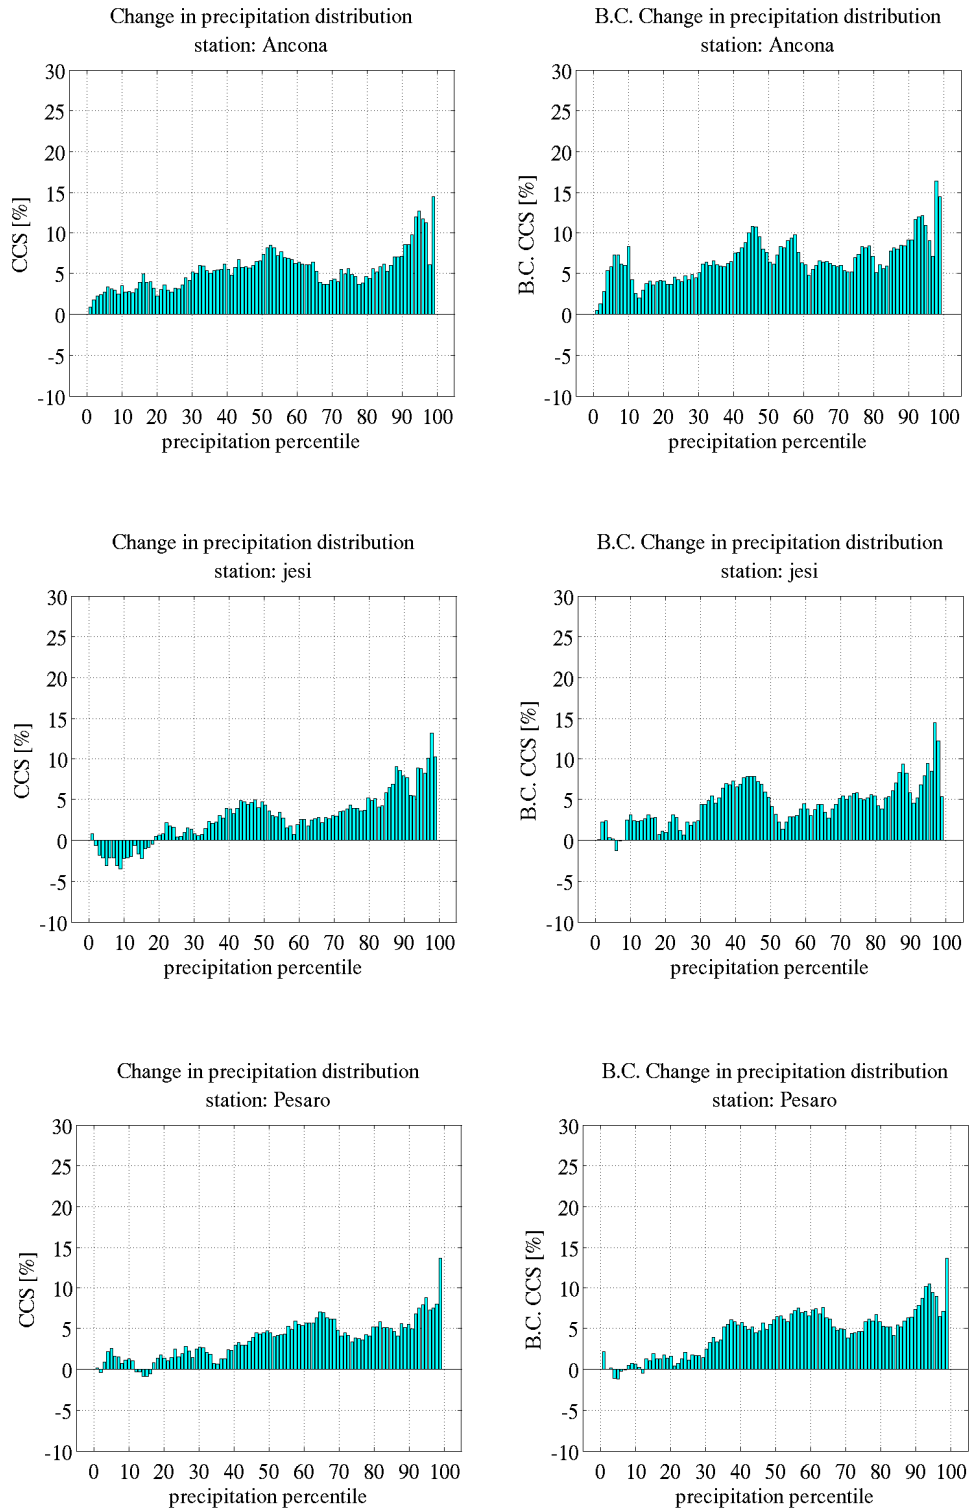 Change in precipitation distribution
station: Ancona
CCS [%]
30
25
20
15
10
5
0
-5
-10
0 10 20 30 40 50 60 70 80 90 100
precipitation percentile
B.C. Change in precipitation distribution
station: Ancona
B.C. CCS [%]
30
25
20
15
10
5
0
-5
-10
0 10 20 30 40 50 60 70 80 90 100
precipitation percentile
Change in precipitation distribution
station: jesi
CCS [%]
30
25
20
15
10
5
0
-5
-10
0 10 20 30 40 50 60 70 80 90 100
precipitation percentile
B.C. Change in precipitation distribution
station: jesi
B.C. CCS [%]
30
25
20
15
10
5
0
-5
-10
0 10 20 30 40 50 60 70 80 90 100
precipitation percentile
Change in precipitation distribution
station: Pesaro
CCS [%]
30
25
20
15
10
5
0
-5
-10
0 10 20 30 40 50 60 70 80 90 100
precipitation percentile
B.C. Change in precipitation distribution
station: Pesaro
B.C. CCS [%]
30
25
20
15
10
5
0
-5
-10
0 10 20 30 40 50 60 70 80 90 100
precipitation percentile